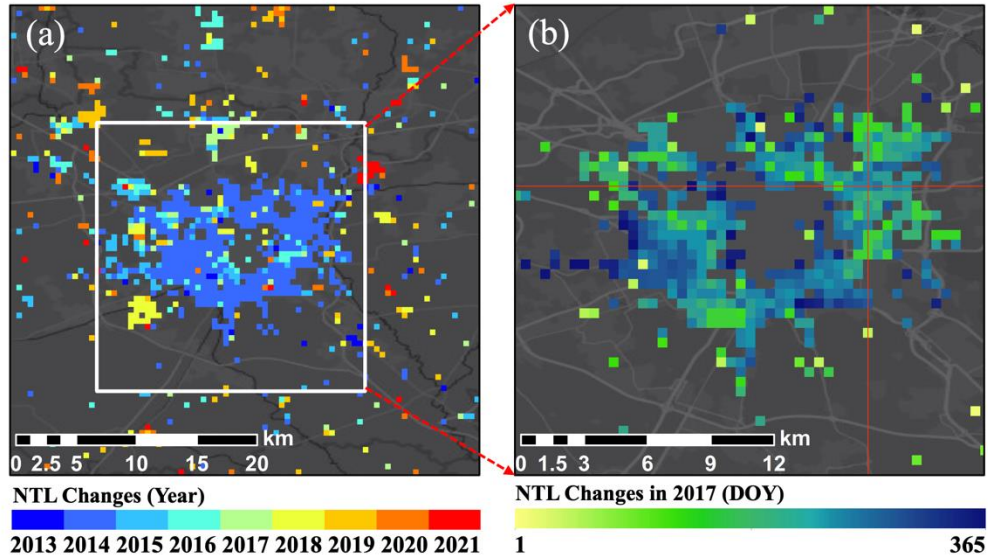 (a) (b)
km km
0 2.5 5 10 15 20 0 1.5 3 6 9 12
NTL Changes (Year) NTL Changes in 2017 (DOY)
2013 2014 2015 2016 2017 2018 2019 2020 2021 1 365